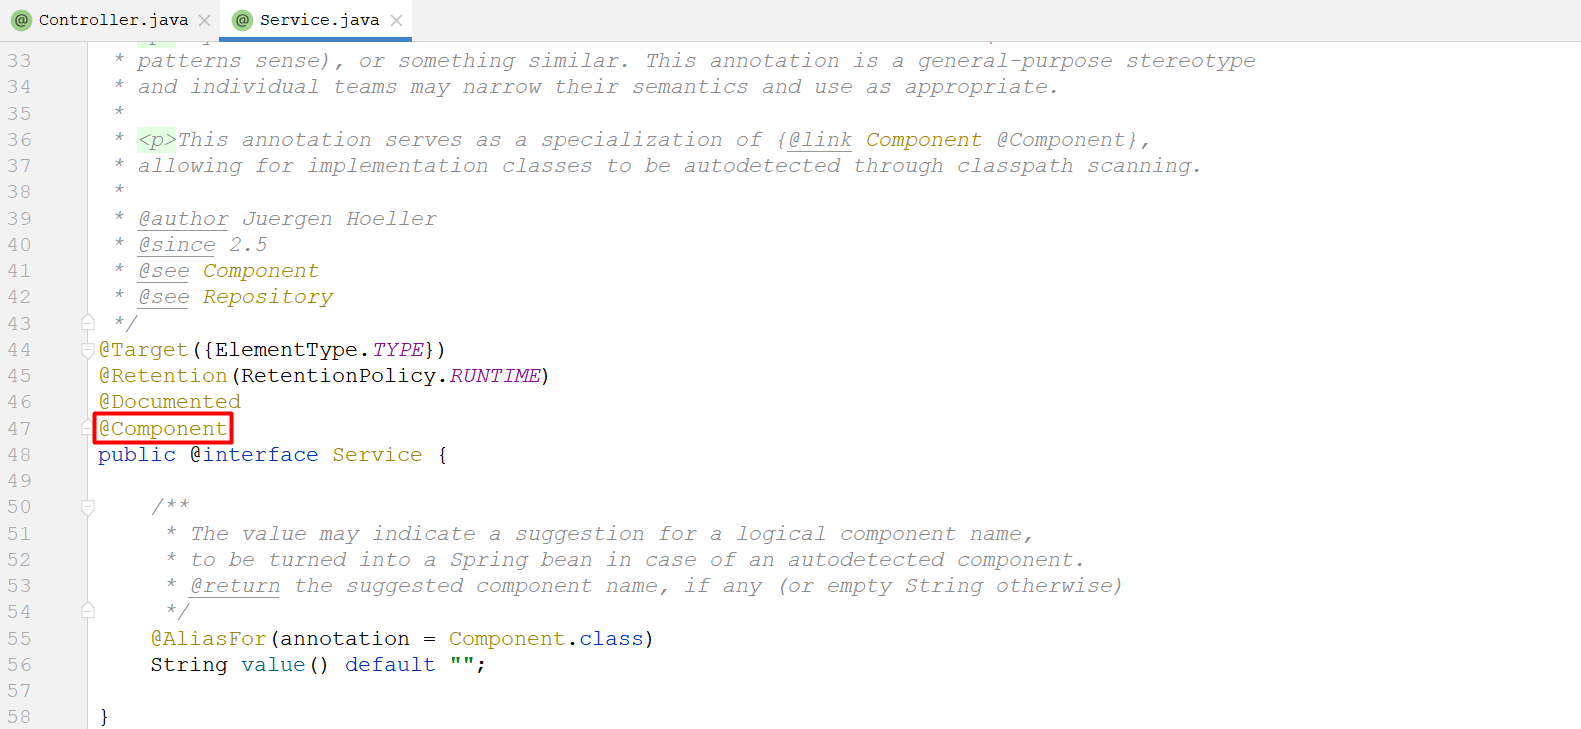 Controller.java
Service.java
33 * patterns sense), or something similar. This annotation is a general-purpose stereotype
34 * and individual teams may narrow their semantics and use as appropriate.
35 *
36 * <p>This annotation serves as a specialization of {@link Component @Component},
37 * allowing for implementation classes to be autodetected through classpath scanning.
38 *
39 * @author Juergen Hoeller
40 * @since 2.5
41 * @see Component
42 * @see Repository
43 */
44 @Target({ElementType.TYPE})
45 @Retention(RetentionPolicy.RUNTIME)
46 @Documented
47 @Component
48 public @interface Service {
49
50 /**
51 * The value may indicate a suggestion for a logical component name,
52 * to be turned into a Spring bean in case of an autodetected component.
53 * @return the suggested component name, if any (or empty String otherwise)
54 */
55 @AliasFor(annotation = Component.class)
56 String value() default "";
57
58 }